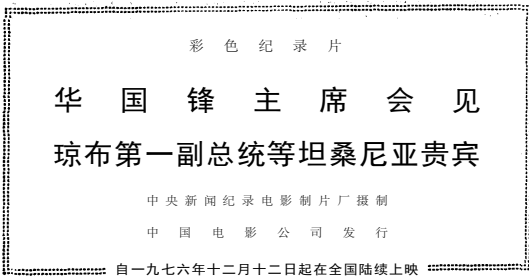 彩色纪录片
华国锋主席会见
琼布第一副总统等坦桑尼亚贵宾
中央新闻纪录电影制片厂摄制
中国电影公司发行
自一九七六年十二月十二日起在全国陆续上映